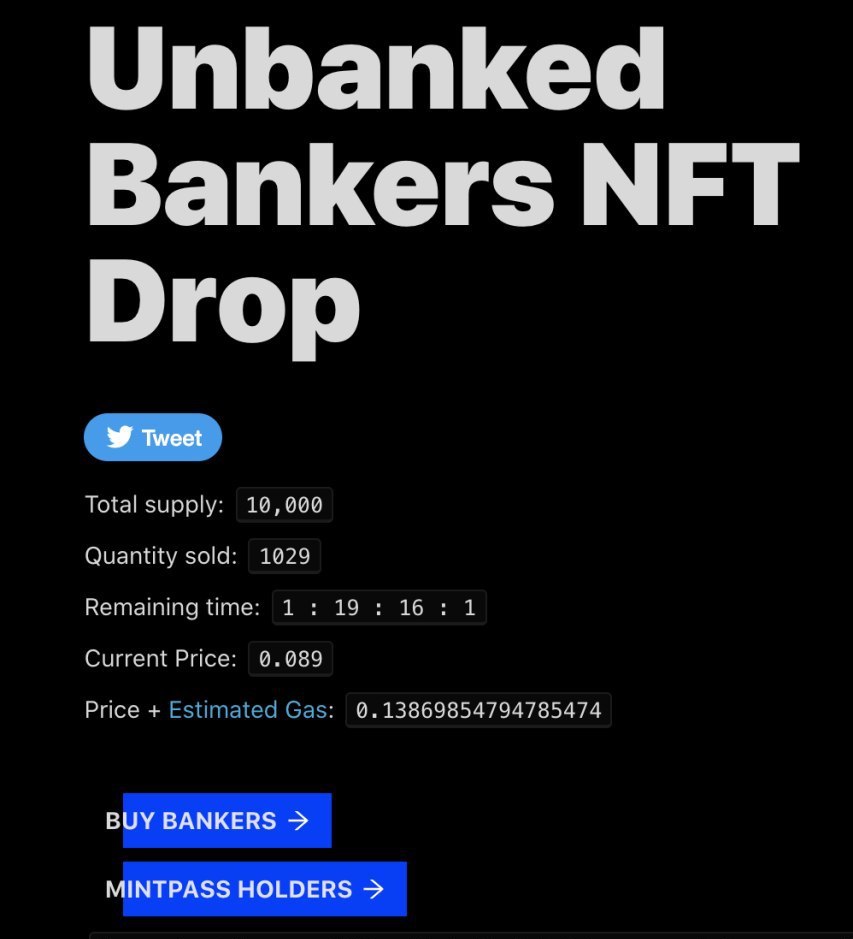 Unbanked
Bankers NFT
Drop
Tweet
Total supply: 10,000
Quantity sold: 1029
Remaining time: 1 : 19 : 16 : 1
Current Price: 0.089
Price + Estimated Gas: 0.13869854794785474
BUY BANKERS →
MINTPASS HOLDERS →